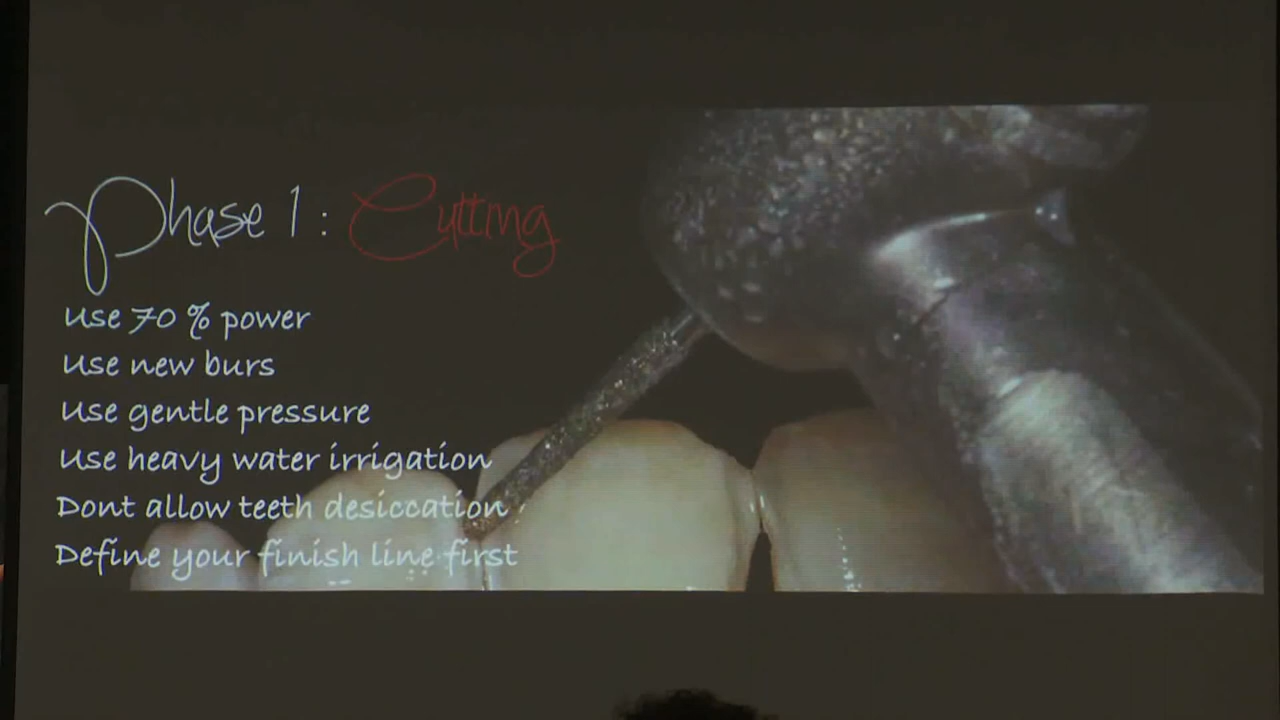 Phase 1 : Cutting
Use 70 % power
Use new burs
Use gentle pressure
Use heavy water irrigation
Dont allow teeth desiccation
Define your finish line first